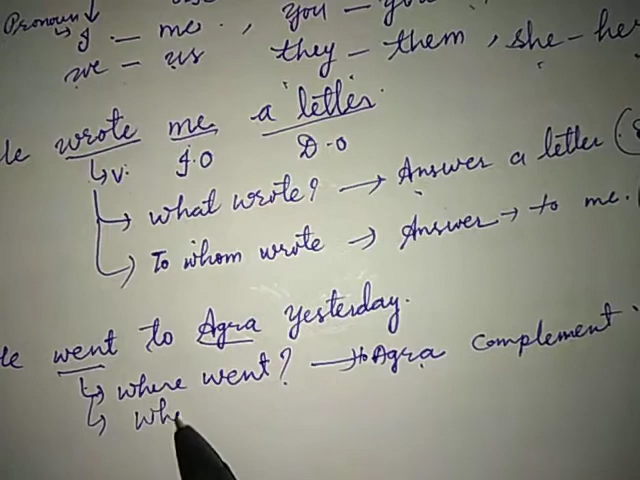 Pronoun↓
↳ I — me , you — you
we — us they — them , she — her
He wrote me a letter.
↳ V. I.O D.O
↳ What wrote? → Answer a letter
↳ To whom wrote → Answer → to me.
He went to Agra yesterday.
↳ where went? → to Agra complement
↳ Whe